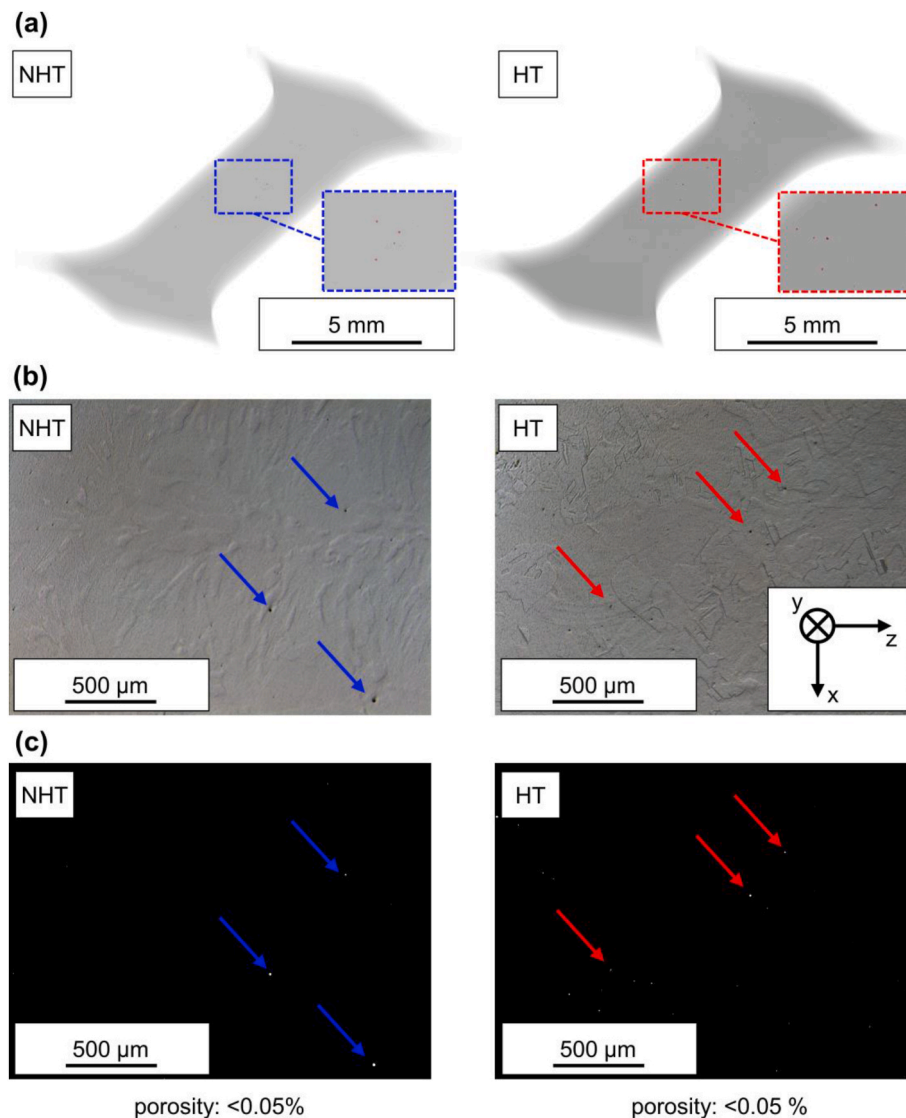 (a)
NHT
HT
5 mm
5 mm
(b)
NHT
HT
500 µm
500 µm
y
z
x
(c)
NHT
HT
500 µm
500 µm
porosity: <0.05%
porosity: <0.05 %